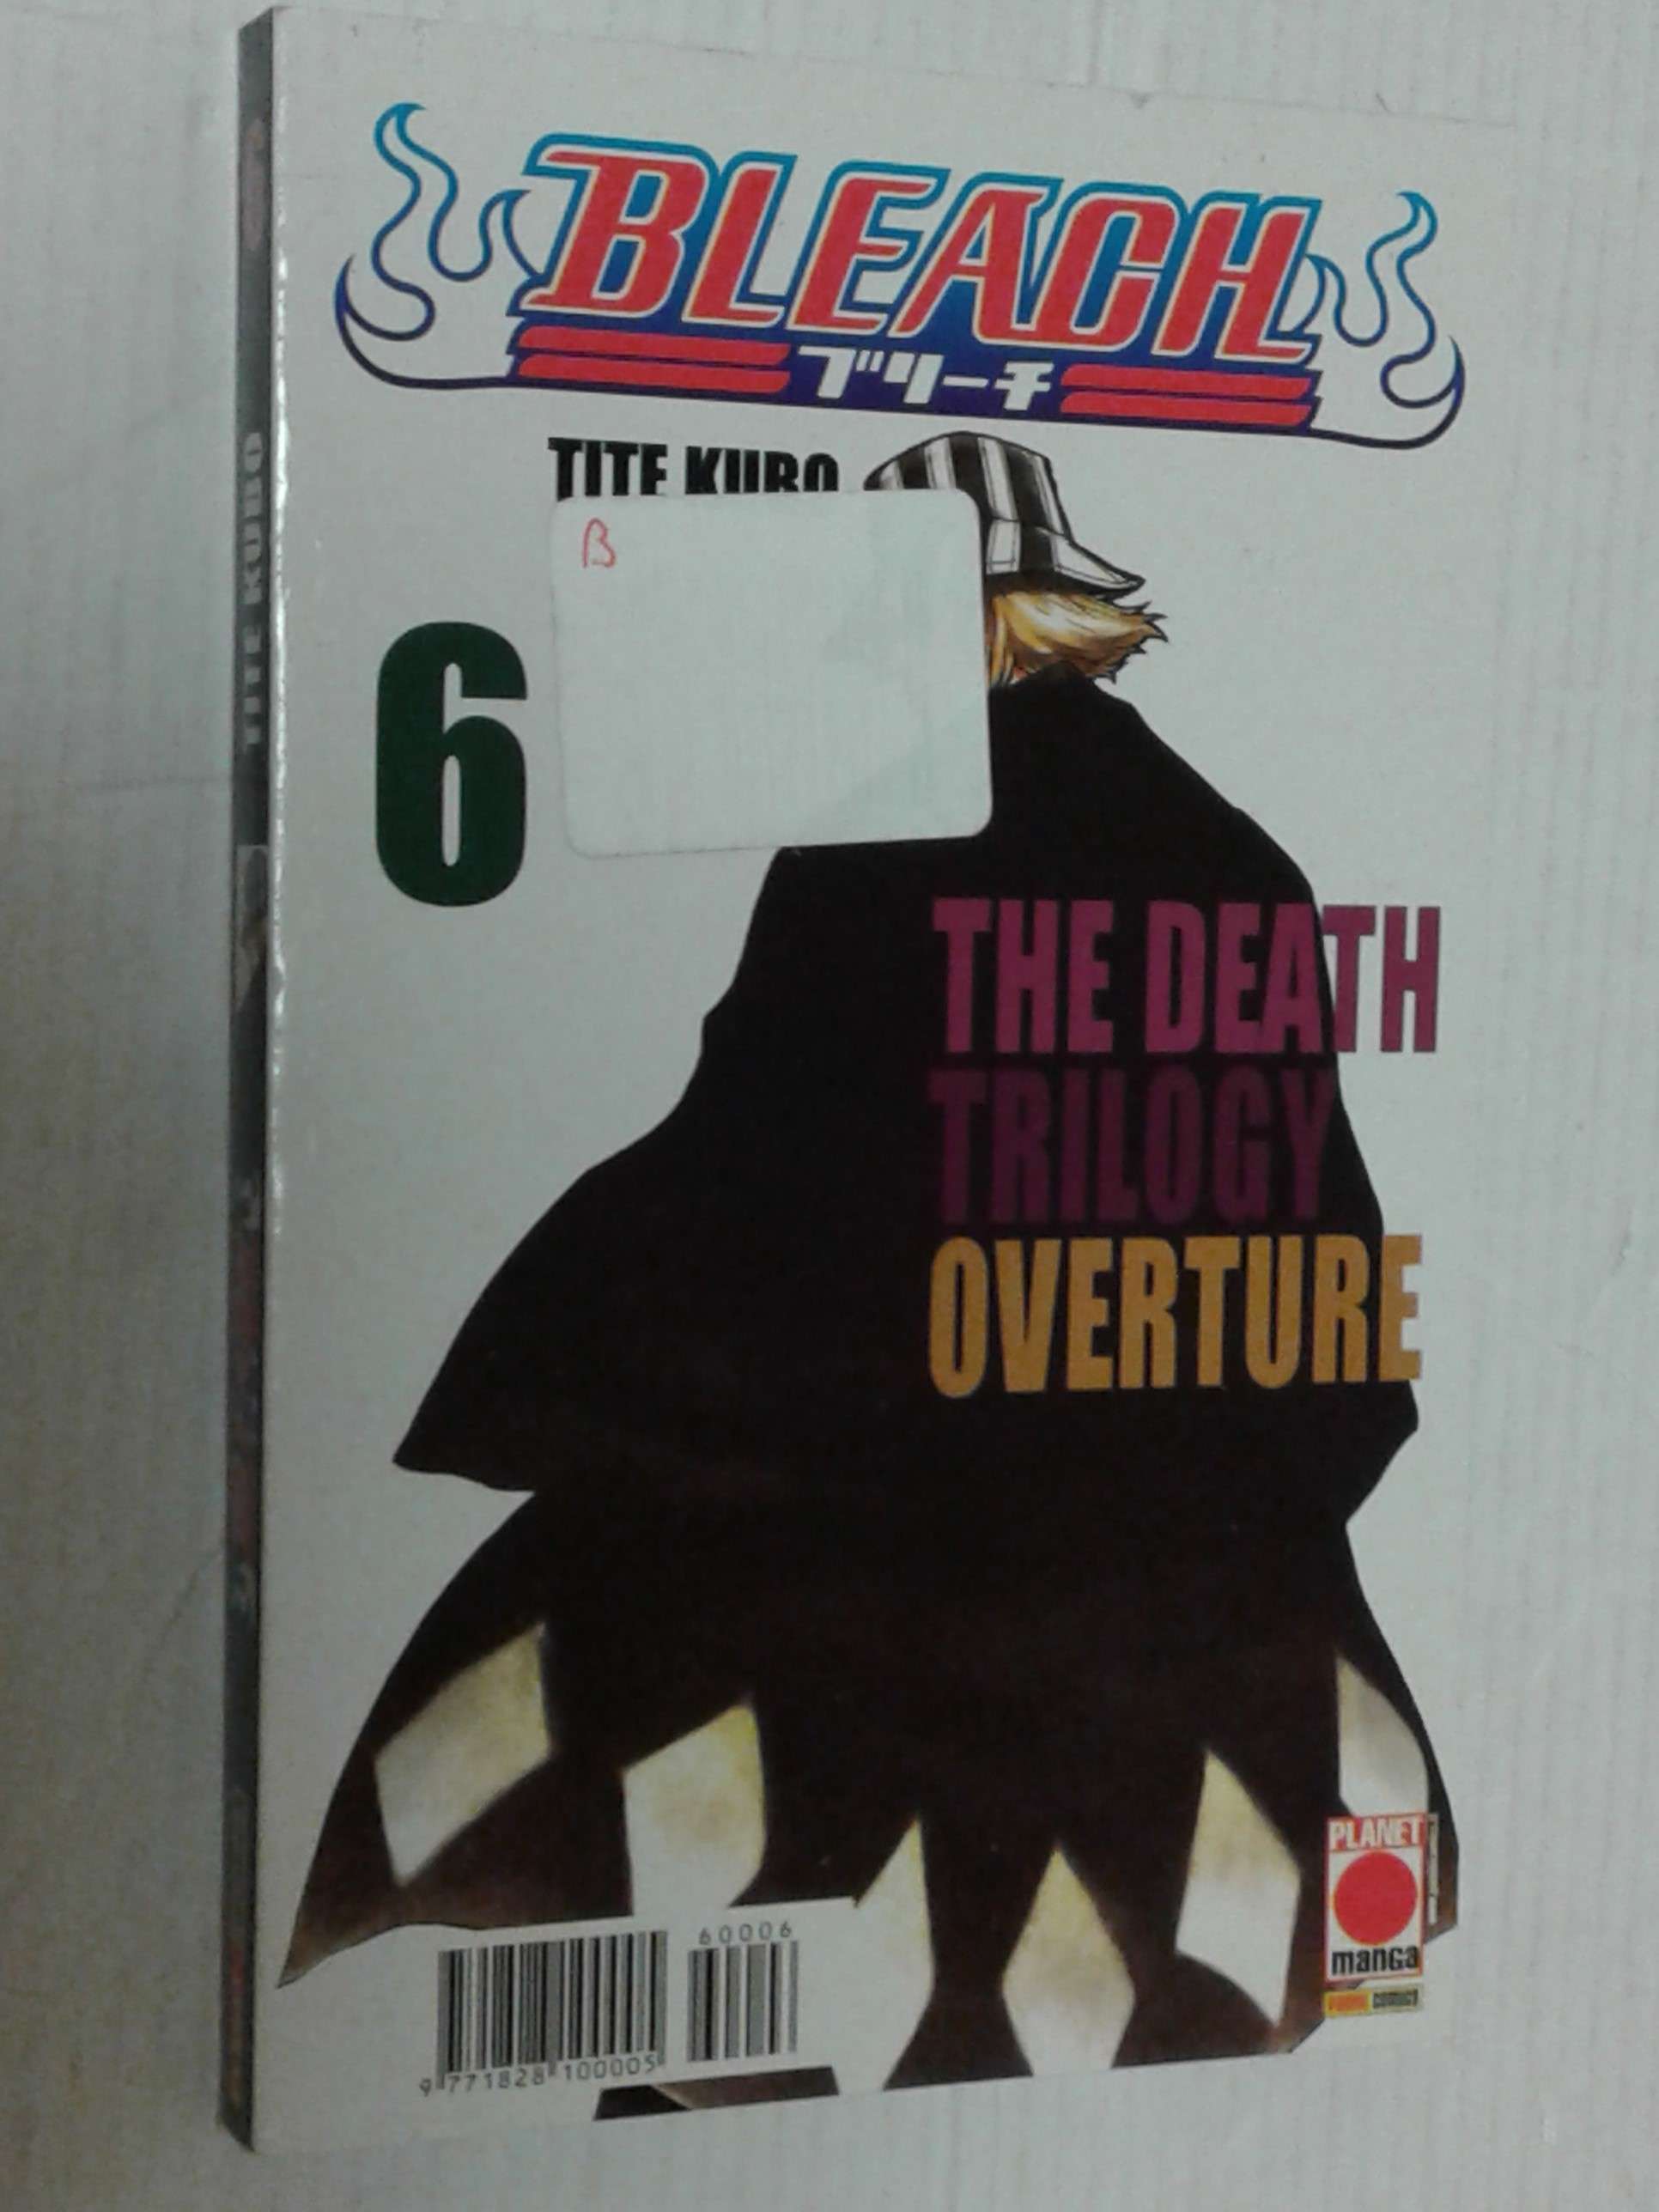 BLEACH
ブリーチ
TITE KUBO
B
6
THE DEATH
TRILOGY
OVERTURE
PLANET
manga
PANINI COMICS
60006
9 771828 100005
TITE KUBO